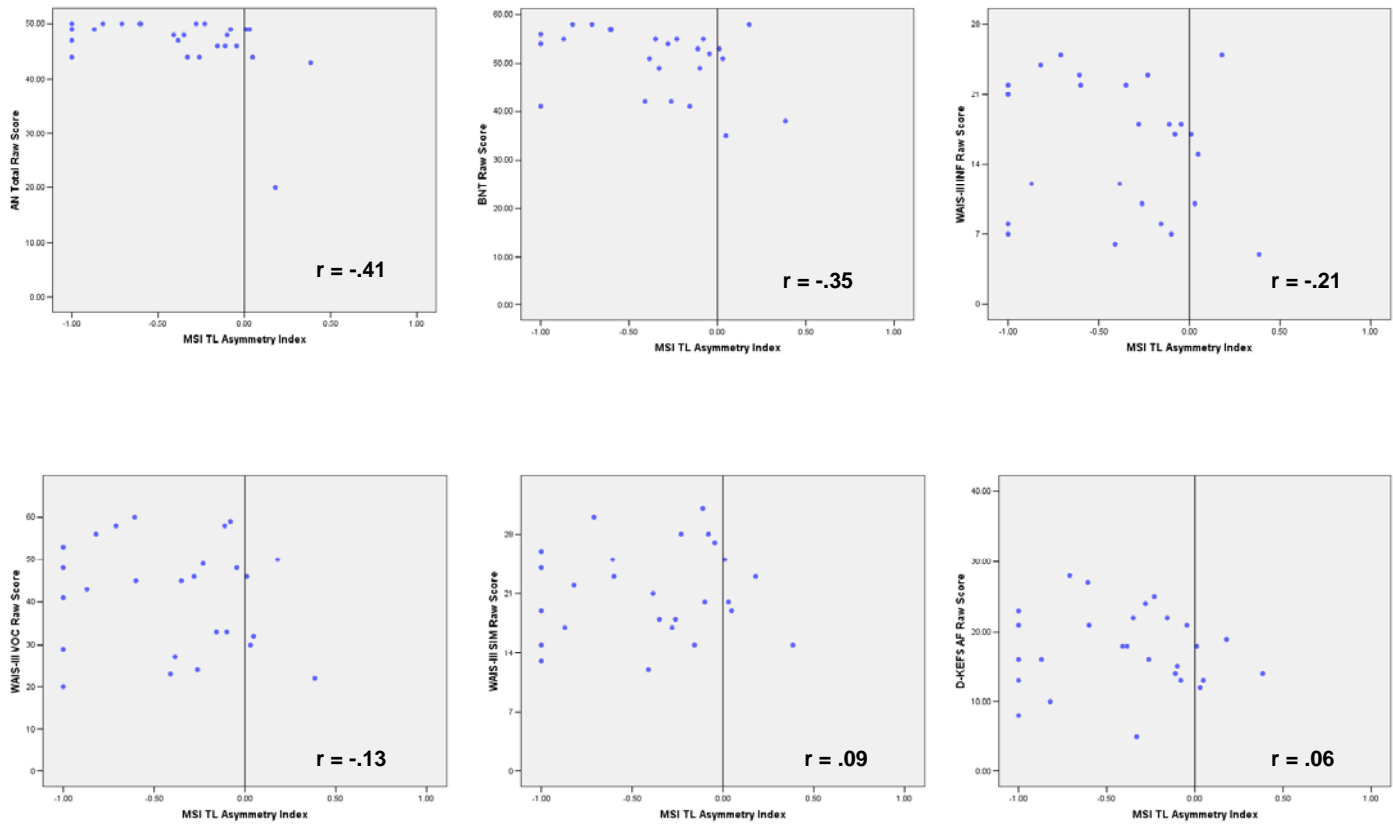 AN Total Raw Score
50.00
40.00
30.00
20.00
10.00
0.00
r = -.41
-1.00 -0.50 0.00 0.50 1.00
MSI TL Asymmetry Index
BNT Raw Score
60.00
50.00
40.00
30.00
20.00
10.00
0.00
r = -.35
-1.00 -0.50 0.00 0.50 1.00
MSI TL Asymmetry Index
WAIS-III INF Raw Score
28
21
14
7
0
r = -.21
-1.00 -0.50 0.00 0.50 1.00
MSI TL Asymmetry Index
WAIS-III VOC Raw Score
60
50
40
30
20
10
0
r = -.13
-1.00 -0.50 0.00 0.50 1.00
MSI TL Asymmetry Index
WAIS-III SIM Raw Score
28
21
14
7
0
r = .09
-1.00 -0.50 0.00 0.50 1.00
MSI TL Asymmetry Index
D-KEFS AF Raw Score
40.00
30.00
20.00
10.00
0.00
r = .06
-1.00 -0.50 0.00 0.50 1.00
MSI TL Asymmetry Index